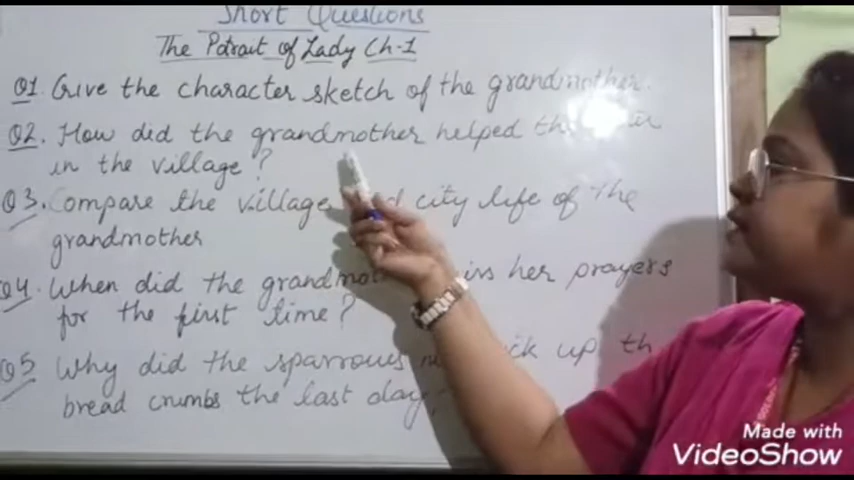 Short Questions
The Potrait of Lady Ch-1
Q1. Give the character sketch of the grandmother.
Q2. How did the grandmother helped the
in the village?
Q3. Compare the village city life of the
grandmother
Q4. When did the her prayers
for the first time?
Q5 Why did the sparrows up
bread crumbs the last day
Made with
VideoShow